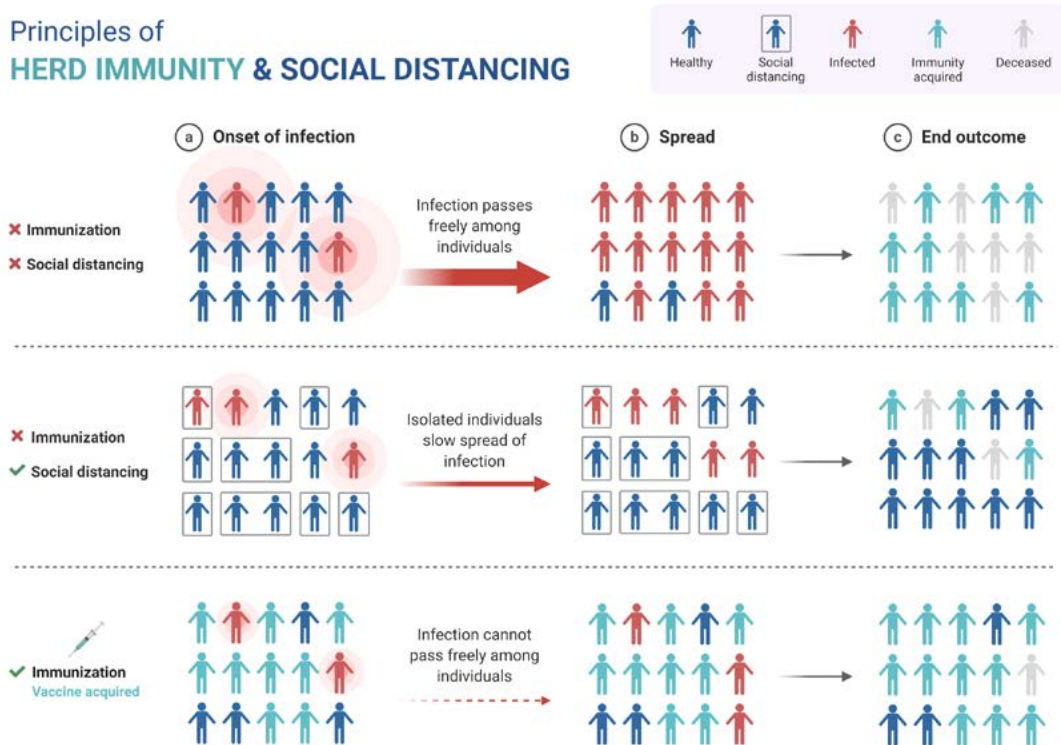 Principles of
HERD IMMUNITY & SOCIAL DISTANCING
Healthy
Social
distancing
Infected
Immunity
acquired
Deceased
a Onset of infection
b Spread
c End outcome
Immunization
Social distancing
Infection passes
freely among
individuals
Immunization
Social distancing
Isolated individuals
slow spread of
infection
Immunization
Vaccine acquired
Infection cannot
pass freely among
individuals